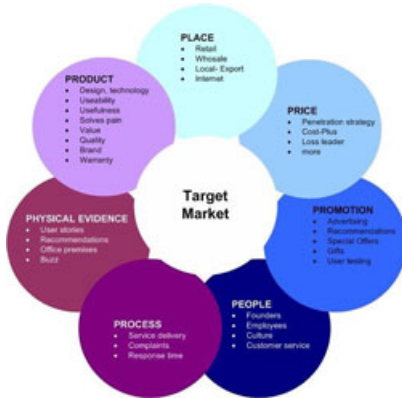 PLACE
Retail
Whosale
Local- Export
Internet
PRICE
Penetration strategy
Cost-Plus
Loss leader
more
PROMOTION
Advertising
Recommendations
Special Offers
Gifts
User testing
PEOPLE
Founders
Employees
Culture
Customer service
PROCESS
Service delivery
Complaints
Response time
PHYSICAL EVIDENCE
User stories
Recommendations
Office premises
Buzz
PRODUCT
Design, technology
Useability
Usefulness
Solves pain
Value
Quality
Brand
Warranty
Target
Market